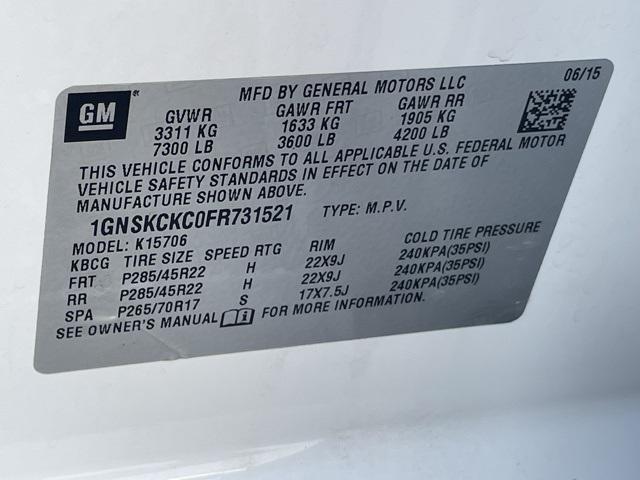 MFD BY GENERAL MOTORS LLC 06/15
GM
GVWR GAWR FRT GAWR RR
3311 KG 1633 KG 1905 KG
7300 LB 3600 LB 4200 LB
THIS VEHICLE CONFORMS TO ALL APPLICABLE U.S. FEDERAL MOTOR
VEHICLE SAFETY STANDARDS IN EFFECT ON THE DATE OF
MANUFACTURE SHOWN ABOVE.
1GNSKCKC0FR731521 TYPE: M.P.V.
MODEL: K15706
KBCG TIRE SIZE SPEED RTG RIM COLD TIRE PRESSURE
FRT P285/45R22 H 22X9J 240KPA(35PSI)
RR P285/45R22 H 22X9J 240KPA(35PSI)
SPA P265/70R17 S 17X7.5J 240KPA(35PSI)
SEE OWNER'S MANUAL FOR MORE INFORMATION.